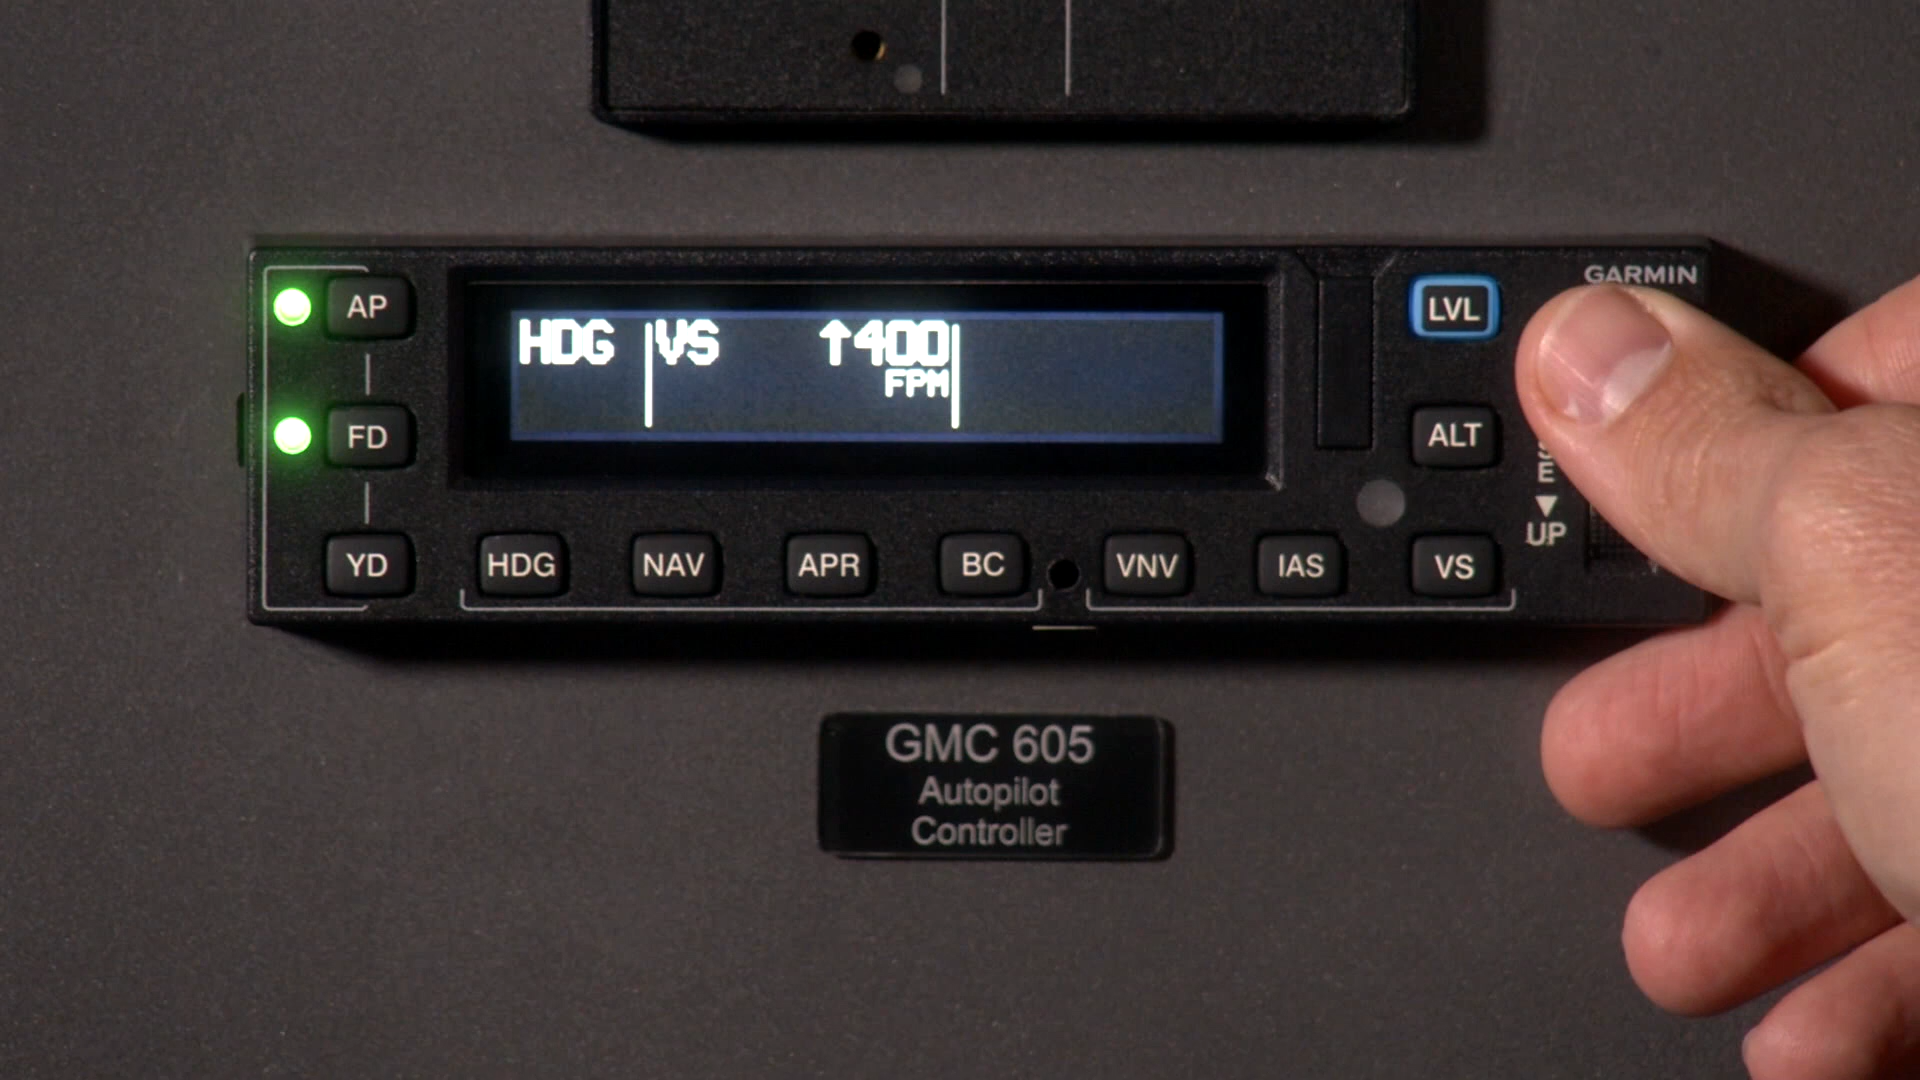 GARMIN
AP
HDG VS ↑400
FPM
LVL
FD
ALT
SE
UP
YD HDG NAV APR BC VNV IAS VS
GMC 605
Autopilot
Controller